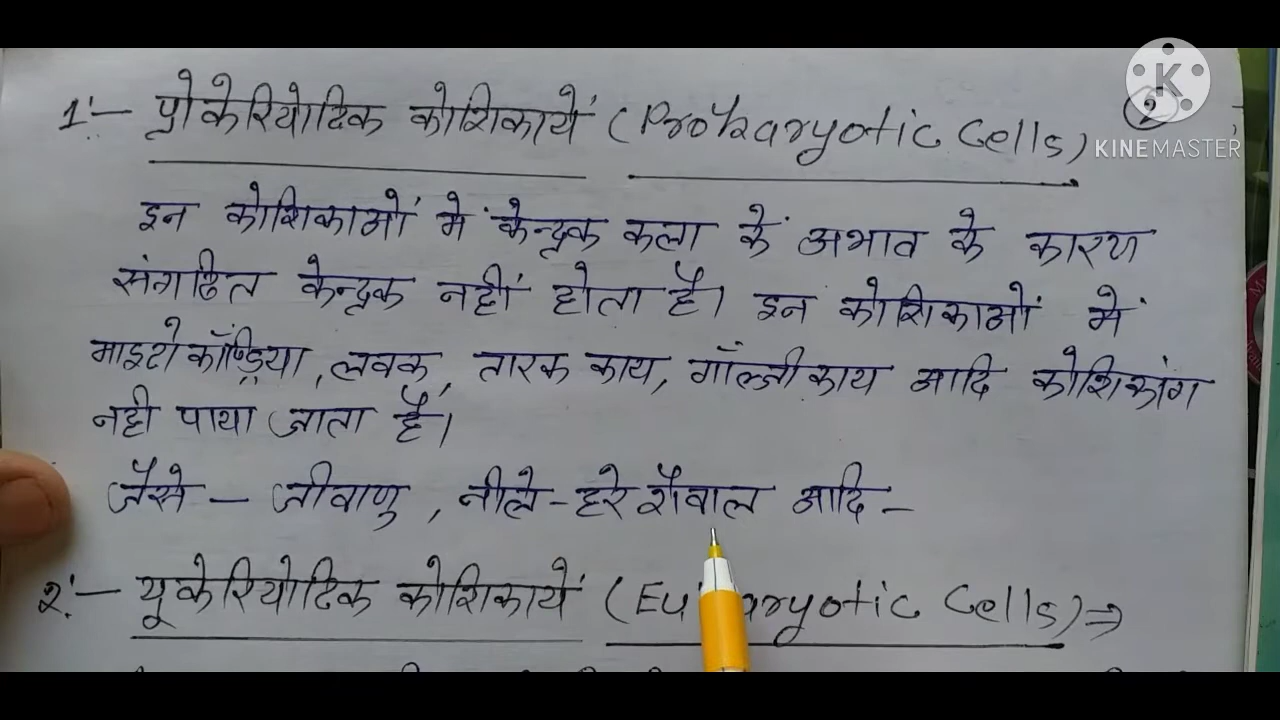 1:- प्रोकेरियोटिक कोशिकायें (Prokaryotic Cells)
2
KINEMASTER
इन कोशिकाओं में केन्द्रक कला कें अभाव के कारण
संगठित केन्द्रक नहीं होता है। इन कोशिकाओं में
माइटोकॉण्ड्रिया, लवक, तारक काय, गॉल्जीकाय आदि कोशिकांग
नही पाया जाता है।
जैसे - जीवाणु, नीले-हरे शैवाल आदि -
2:- यूकेरियोटिक कोशिकायें (Eukaryotic Cells) ⇒